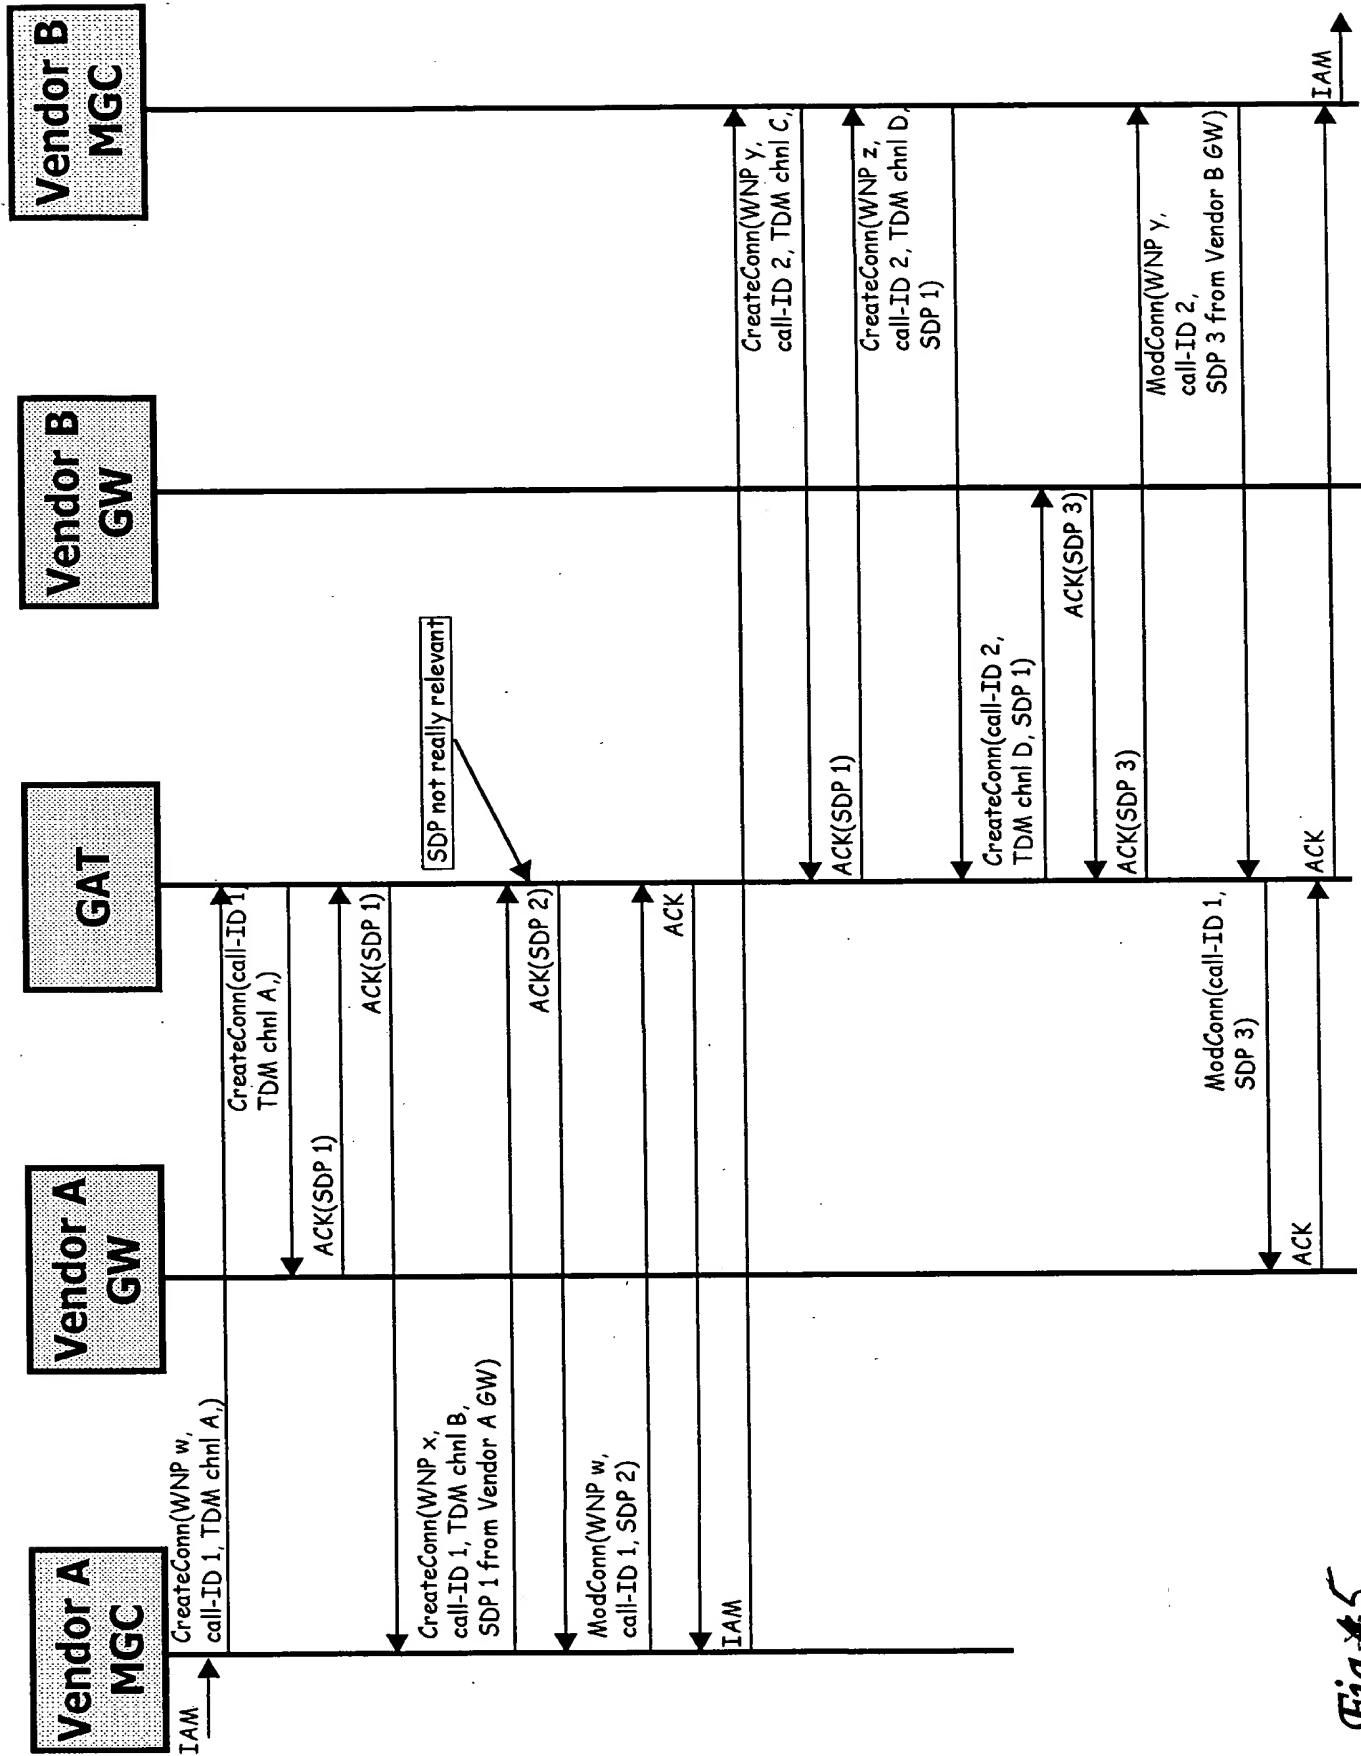 Vendor A
MGC
Vendor A
GW
GAT
Vendor B
GW
Vendor B
MGC
IAM
CreateConn(WNP w,
call-ID 1, TDM chnl A,)
CreateConn(call-ID 1,
TDM chnl A,)
ACK(SDP 1)
ACK(SDP 1)
CreateConn(WNP x,
call-ID 1, TDM chnl B,
SDP 1 from Vendor A GW)
SDP not really relevant
ACK(SDP 2)
ModConn(WNP w,
call-ID 1, SDP 2)
ACK
IAM
CreateConn(WNP y,
call-ID 2, TDM chnl C,
ACK(SDP 1)
CreateConn(WNP z,
call-ID 2, TDM chnl D,
SDP 1)
CreateConn(call-ID 2,
TDM chnl D, SDP 1)
ACK(SDP 3)
ACK(SDP 3)
ModConn(WNP y,
call-ID 2,
SDP 3 from Vendor B GW)
ModConn(call-ID 1,
SDP 3)
ACK
ACK
IAM
Fig. 5